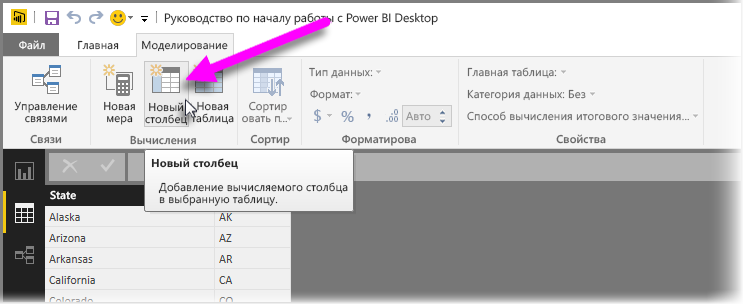 Руководство по началу работы с Power BI Desktop
Файл Главная Моделирование
Управление связями
Новая мера
Новый столбец
Новая таблица
Сортир овать п...
Тип данных:
Формат:
$ % , .00 Авто
Главная таблица:
Категория данных: Без
Способ вычисления итогового значения...
Связи Вычисления Сортир Форматирова Свойства
Новый столбец
Добавление вычисляемого столбца
в выбранную таблицу.
State
Alaska AK
Arizona AZ
Arkansas AR
California CA
Colorado CO